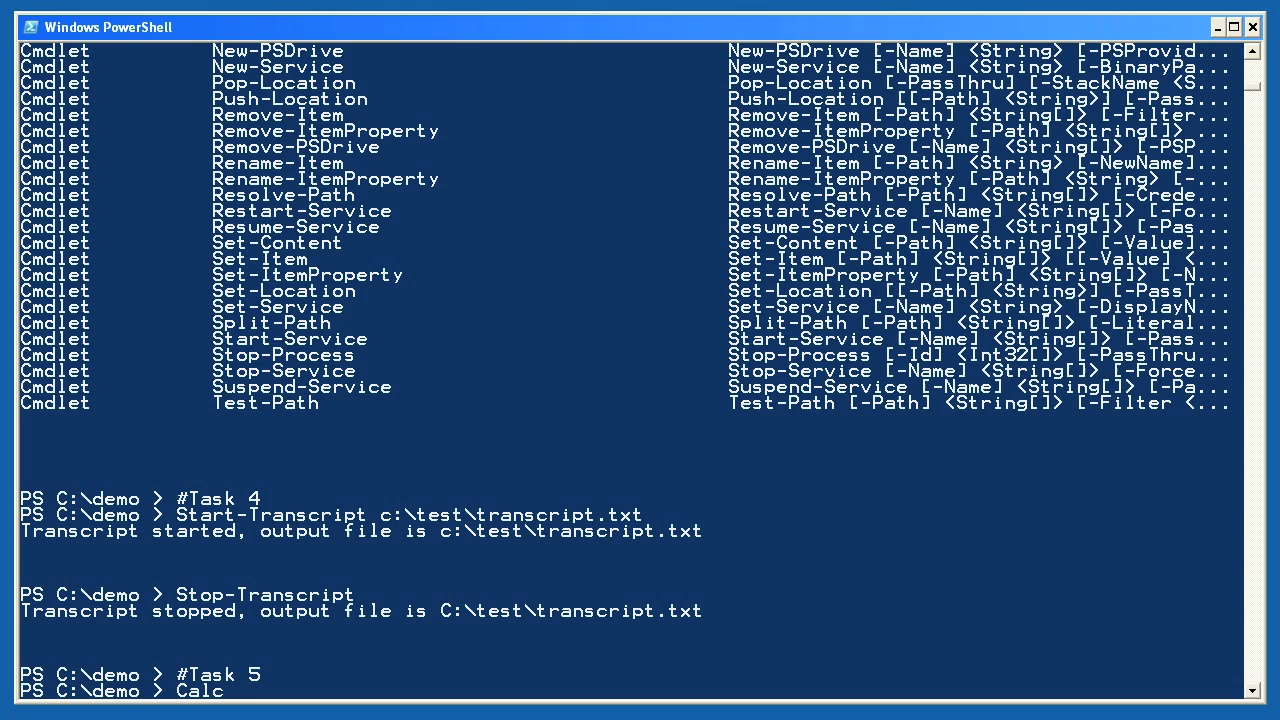 Windows PowerShell
Cmdlet New-PSDrive New-PSDrive [-Name] <String> [-PSProvid...
Cmdlet New-Service New-Service [-Name] <String> [-BinaryPa...
Cmdlet Pop-Location Pop-Location [-PassThru] [-StackName <S...
Cmdlet Push-Location Push-Location [[-Path] <String>] [-Pass...
Cmdlet Remove-Item Remove-Item [-Path] <String[]> [-Filter...
Cmdlet Remove-ItemProperty Remove-ItemProperty [-Path] <String[]> ...
Cmdlet Remove-PSDrive Remove-PSDrive [-Name] <String[]> [-PSP...
Cmdlet Rename-Item Rename-Item [-Path] <String> [-NewName]...
Cmdlet Rename-ItemProperty Rename-ItemProperty [-Path] <String> [-...
Cmdlet Resolve-Path Resolve-Path [-Path] <String[]> [-Crede...
Cmdlet Restart-Service Restart-Service [-Name] <String[]> [-Fo...
Cmdlet Resume-Service Resume-Service [-Name] <String[]> [-Pas...
Cmdlet Set-Content Set-Content [-Path] <String[]> [-Value]...
Cmdlet Set-Item Set-Item [-Path] <String[]> [[-Value] <...
Cmdlet Set-ItemProperty Set-ItemProperty [-Path] <String[]> [-N...
Cmdlet Set-Location Set-Location [[-Path] <String>] [-PassT...
Cmdlet Set-Service Set-Service [-Name] <String> [-DisplayN...
Cmdlet Split-Path Split-Path [-Path] <String[]> [-Literal...
Cmdlet Start-Service Start-Service [-Name] <String[]> [-Pass...
Cmdlet Stop-Process Stop-Process [-Id] <Int32[]> [-PassThru...
Cmdlet Stop-Service Stop-Service [-Name] <String[]> [-Force...
Cmdlet Suspend-Service Suspend-Service [-Name] <String[]> [-Pa...
Cmdlet Test-Path Test-Path [-Path] <String[]> [-Filter <...
PS C:\demo > #Task 4
PS C:\demo > Start-Transcript c:\test\transcript.txt
Transcript started, output file is c:\test\transcript.txt
PS C:\demo > Stop-Transcript
Transcript stopped, output file is C:\test\transcript.txt
PS C:\demo > #Task 5
PS C:\demo > Calc